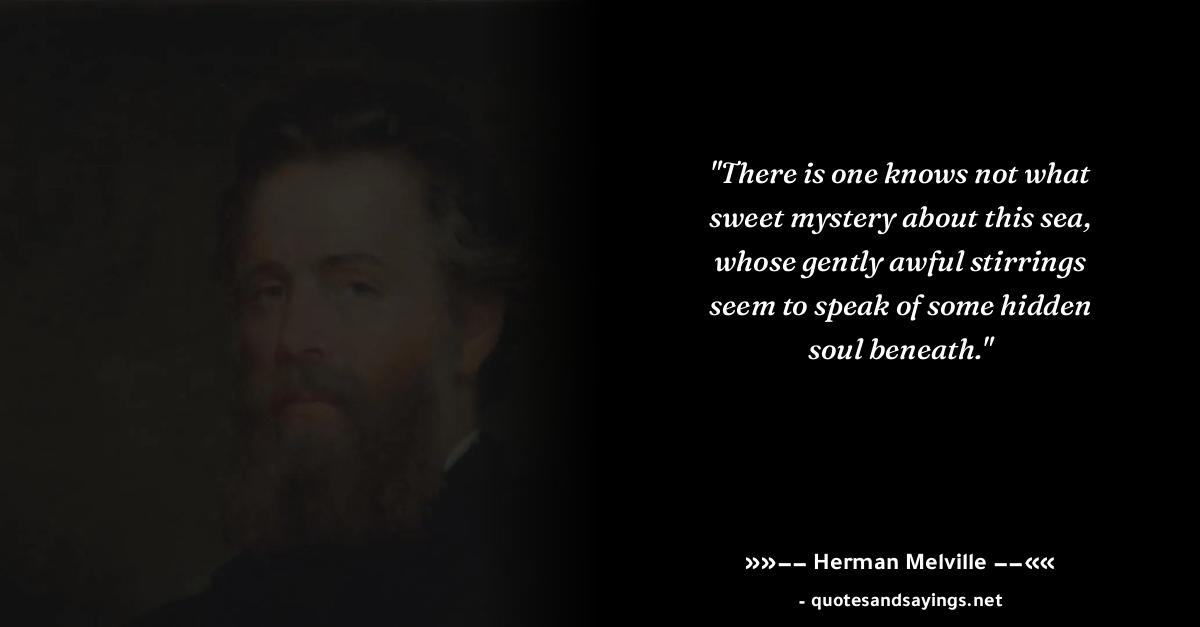 "There is one knows not what
sweet mystery about this sea,
whose gently awful stirrings
seem to speak of some hidden
soul beneath."
»»–– Herman Melville ––««
- quotesandsayings.net